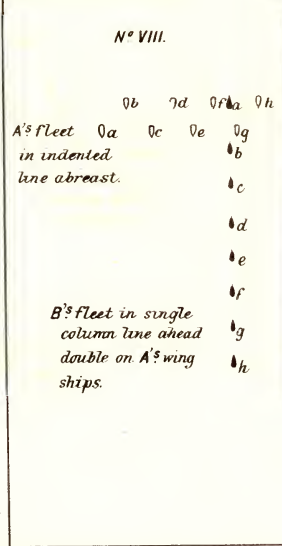 Nº VIII.
b d f a h
A's fleet a c e g
in indented b
line abreast. c
d
e
f
B's fleet in single
column line ahead g
double on A's wing h
ships.